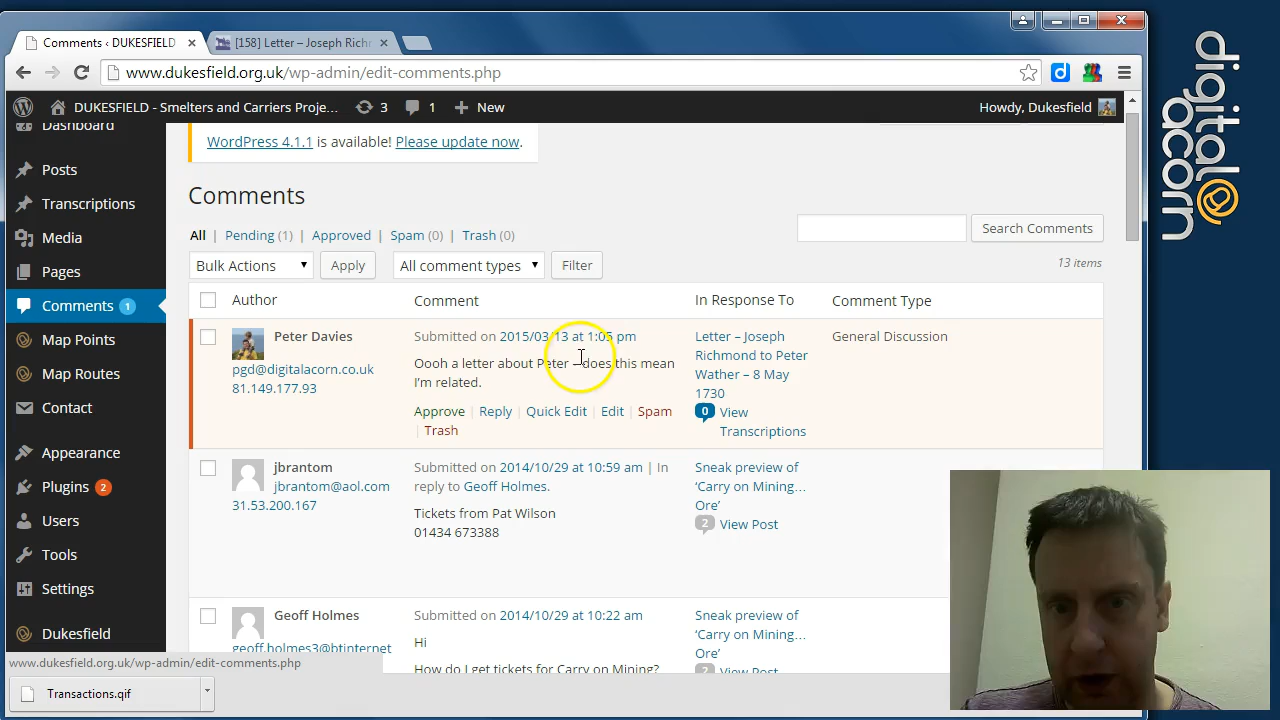 Comments ‹ DUKESFIELD
[158] Letter – Joseph Richm
www.dukesfield.org.uk/wp-admin/edit-comments.php
DUKESFIELD - Smelters and Carriers Proje... 3 1 New Howdy, Dukesfield
digital acorn
Dashboard
Posts
Transcriptions
Media
Pages
Comments 1
Map Points
Map Routes
Contact
Appearance
Plugins 2
Users
Tools
Settings
Dukesfield
WordPress 4.1.1 is available! Please update now.
Comments
All | Pending (1) | Approved | Spam (0) | Trash (0)
Search Comments
Bulk Actions Apply All comment types Filter 13 items
Author Comment In Response To Comment Type
Peter Davies
pgd@digitalacorn.co.uk
81.149.177.93
Submitted on 2015/03/13 at 1:05 pm
Oooh a letter about Peter – does this mean
I'm related.
Approve | Reply | Quick Edit | Edit | Spam
| Trash
Letter – Joseph
Richmond to Peter
Wather – 8 May
1730
0 View
Transcriptions
General Discussion
jbrantom
jbrantom@aol.com
31.53.200.167
Submitted on 2014/10/29 at 10:59 am | In
reply to Geoff Holmes.
Tickets from Pat Wilson
01434 673388
Sneak preview of
‘Carry on Mining…
Ore’
2 View Post
Geoff Holmes
geoff.holmes3@btinternet
Submitted on 2014/10/29 at 10:22 am
Hi
How do I get tickets for Carry on Mining?
Sneak preview of
‘Carry on Mining…
Ore’
2 View Post
www.dukesfield.org.uk/wp-admin/edit-comments.php
Transactions.qif